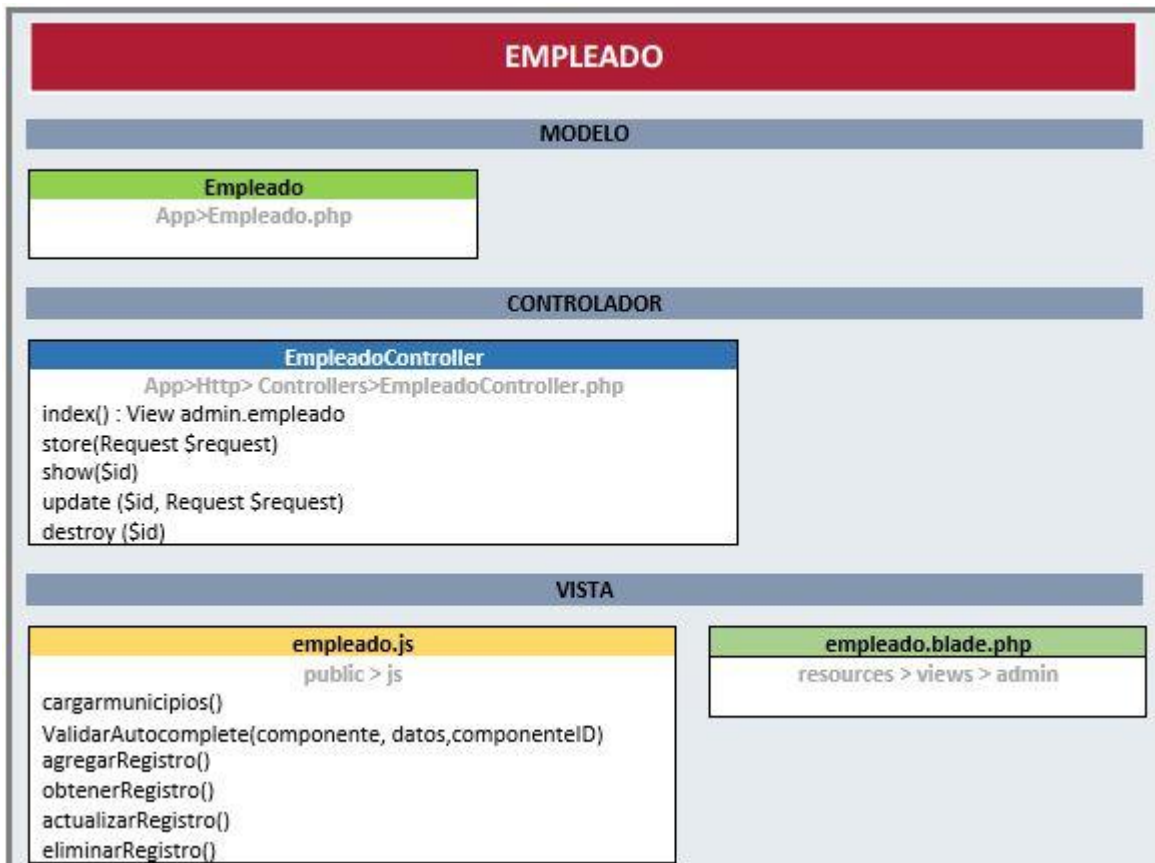 EMPLEADO
MODELO
Empleado
App>Empleado.php
CONTROLADOR
EmpleadoController
App>Http> Controllers>EmpleadoController.php
index() : View admin.empleado
store(Request $request)
show($id)
update ($id, Request $request)
destroy ($id)
VISTA
empleado.js
public > js
cargarmunicipios()
ValidarAutocomplete(componente, datos,componenteID)
agregarRegistro()
obtenerRegistro()
actualizarRegistro()
eliminarRegistro()
empleado.blade.php
resources > views > admin